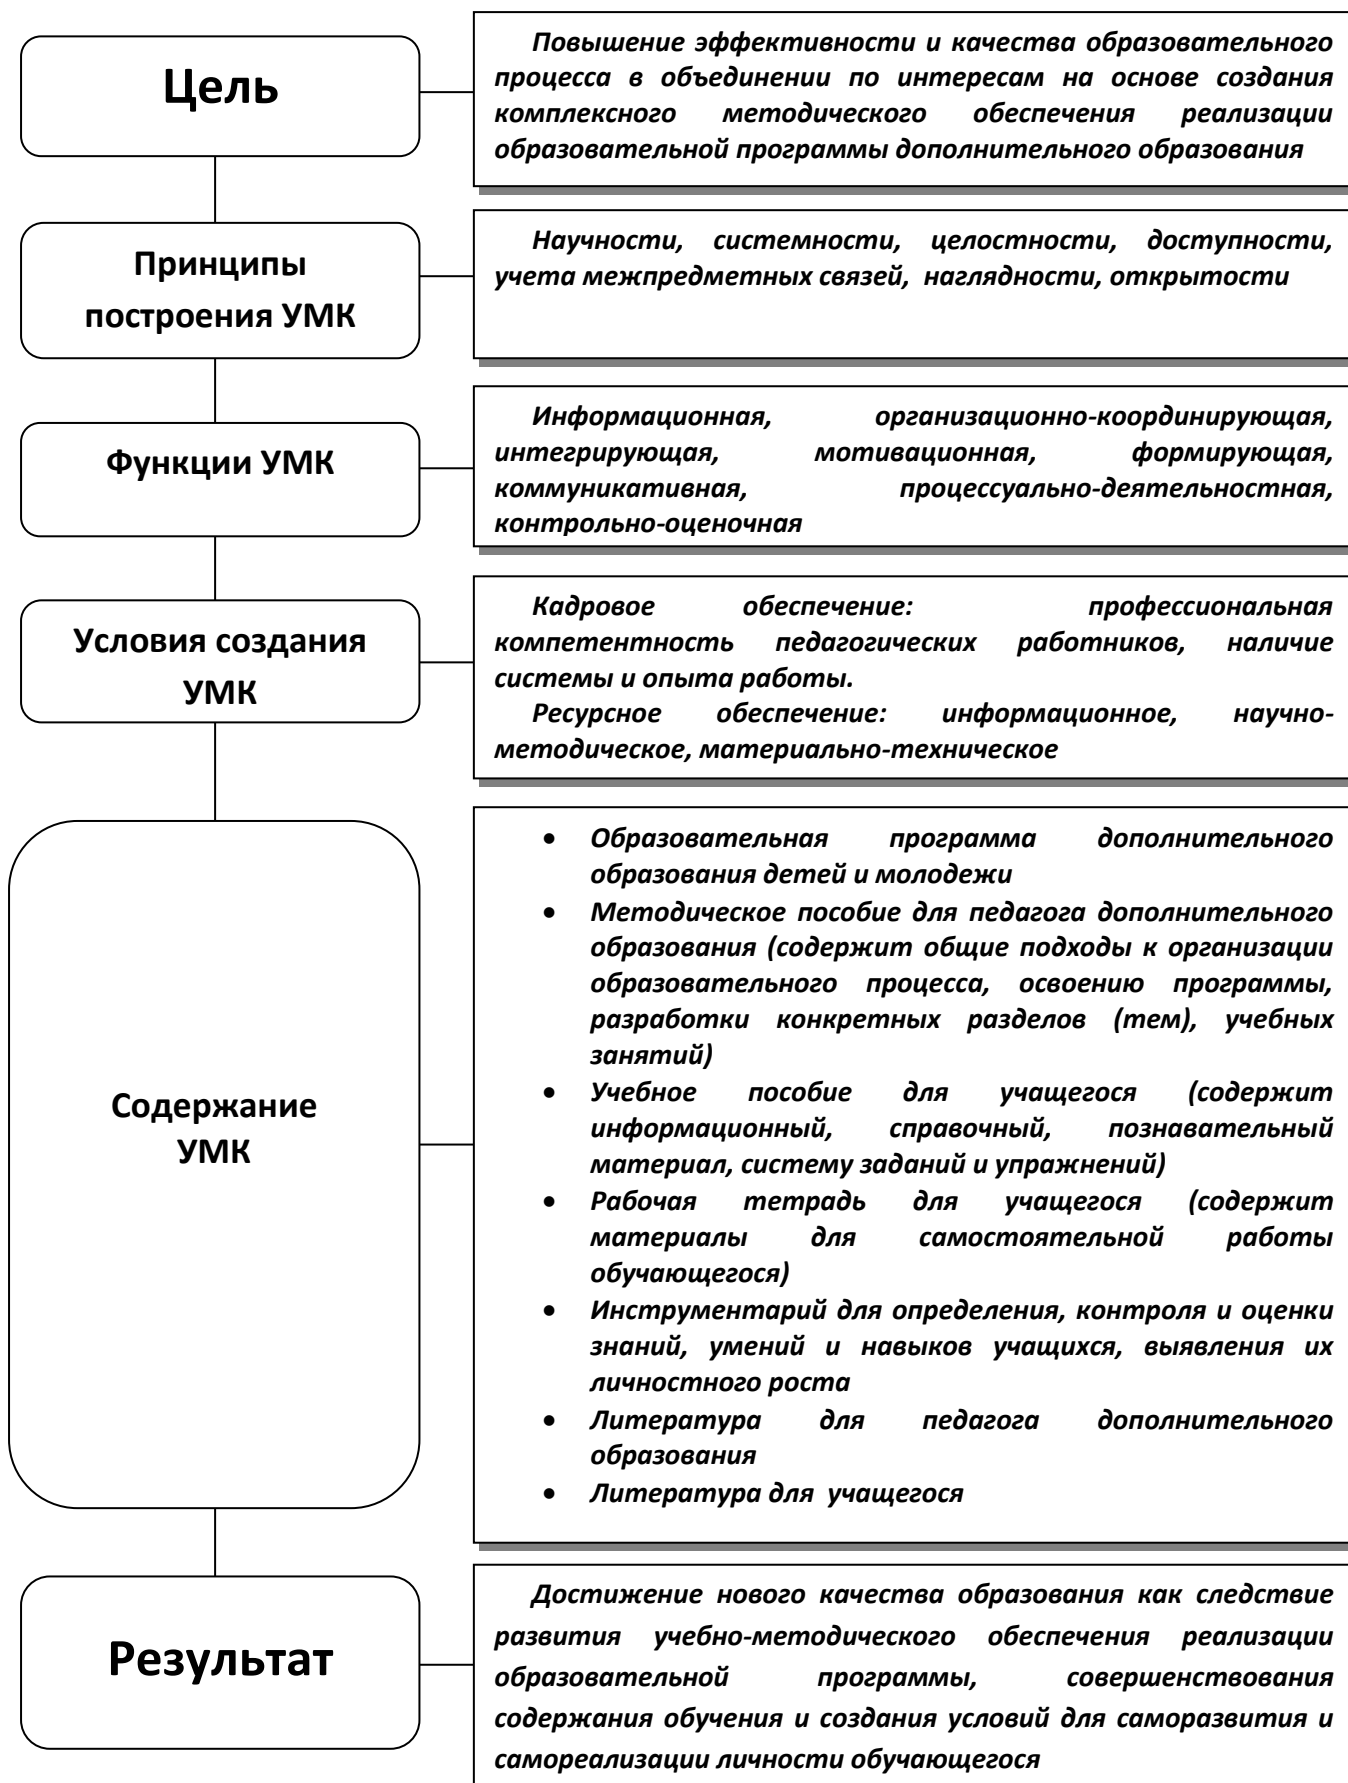 Цель
Повышение эффективности и качества образовательного
процесса в объединении по интересам на основе создания
комплексного методического обеспечения реализации
образовательной программы дополнительного образования
Принципы
построения УМК
Научности, системности, целостности, доступности,
учета межпредметных связей, наглядности, открытости
Функции УМК
Информационная, организационно-координирующая,
интегрирующая, мотивационная, формирующая,
коммуникативная, процессуально-деятельностная,
контрольно-оценочная
Условия создания
УМК
Кадровое обеспечение: профессиональная
компетентность педагогических работников, наличие
системы и опыта работы.
Ресурсное обеспечение: информационное, научно-
методическое, материально-техническое
Содержание
УМК
• Образовательная программа дополнительного
образования детей и молодежи
• Методическое пособие для педагога дополнительного
образования (содержит общие подходы к организации
образовательного процесса, освоению программы,
разработки конкретных разделов (тем), учебных
занятий)
• Учебное пособие для учащегося (содержит
информационный, справочный, познавательный
материал, систему заданий и упражнений)
• Рабочая тетрадь для учащегося (содержит
материалы для самостоятельной работы
обучающегося)
• Инструментарий для определения, контроля и оценки
знаний, умений и навыков учащихся, выявления их
личностного роста
• Литература для педагога дополнительного
образования
• Литература для учащегося
Результат
Достижение нового качества образования как следствие
развития учебно-методического обеспечения реализации
образовательной программы, совершенствования
содержания обучения и создания условий для саморазвития и
самореализации личности обучающегося